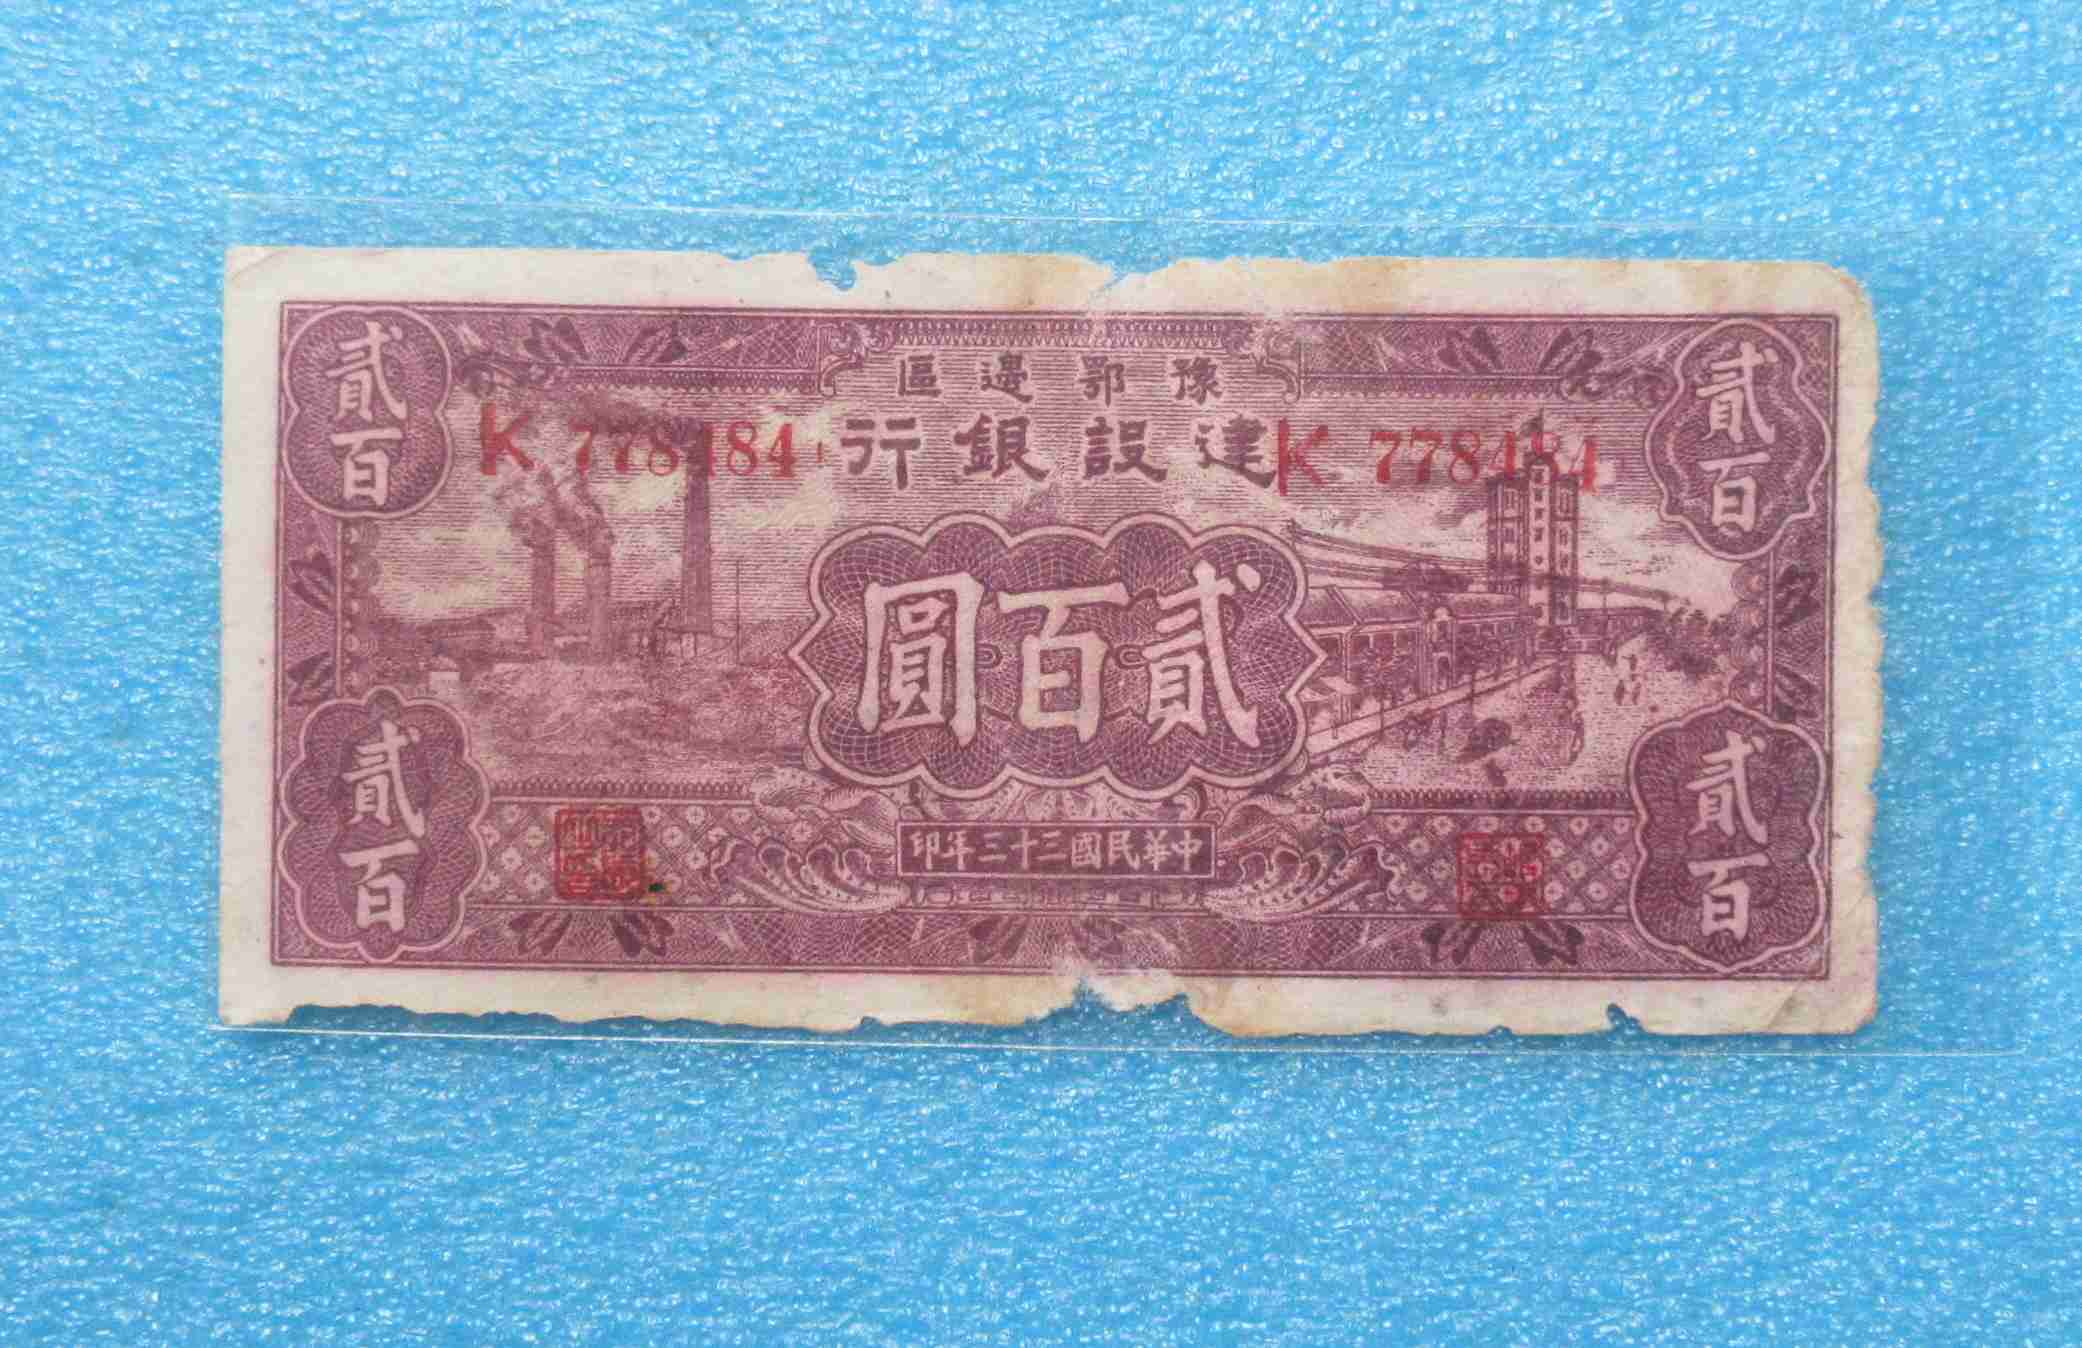 豫鄂邊區
建設銀行
K 778484
K 778484
貳百
貳百
貳百圓
貳百
貳百
中華民國三十三年印